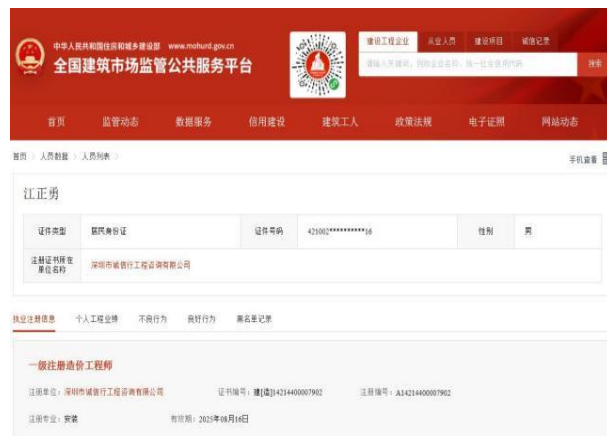 中华人民共和国住房和城乡建设部 www.mohurd.gov.cn
全国建筑市场监管公共服务平台
建设工程企业 从业人员 建设项目 诚信记录
搜索
首页 监管动态 数据服务 信用建设 建筑工人 政策法规 电子证照 网站动态
首页 > 人员数据 > 人员列表 >
手机查看
江正勇
证件类型 居民身份证 证件号码 421002**********16 性别 男
注册证书所在
单位名称
深圳市诚信行工程咨询有限公司
执业注册信息 个人工程业绩 不良行为 良好行为 黑名单记录
一级注册造价工程师
注册单位：深圳市诚信行工程咨询有限公司 证书编号：建[造]14214400007902 注册编号：A14214400007902
注册专业：安装 有效期：2025年08月16日